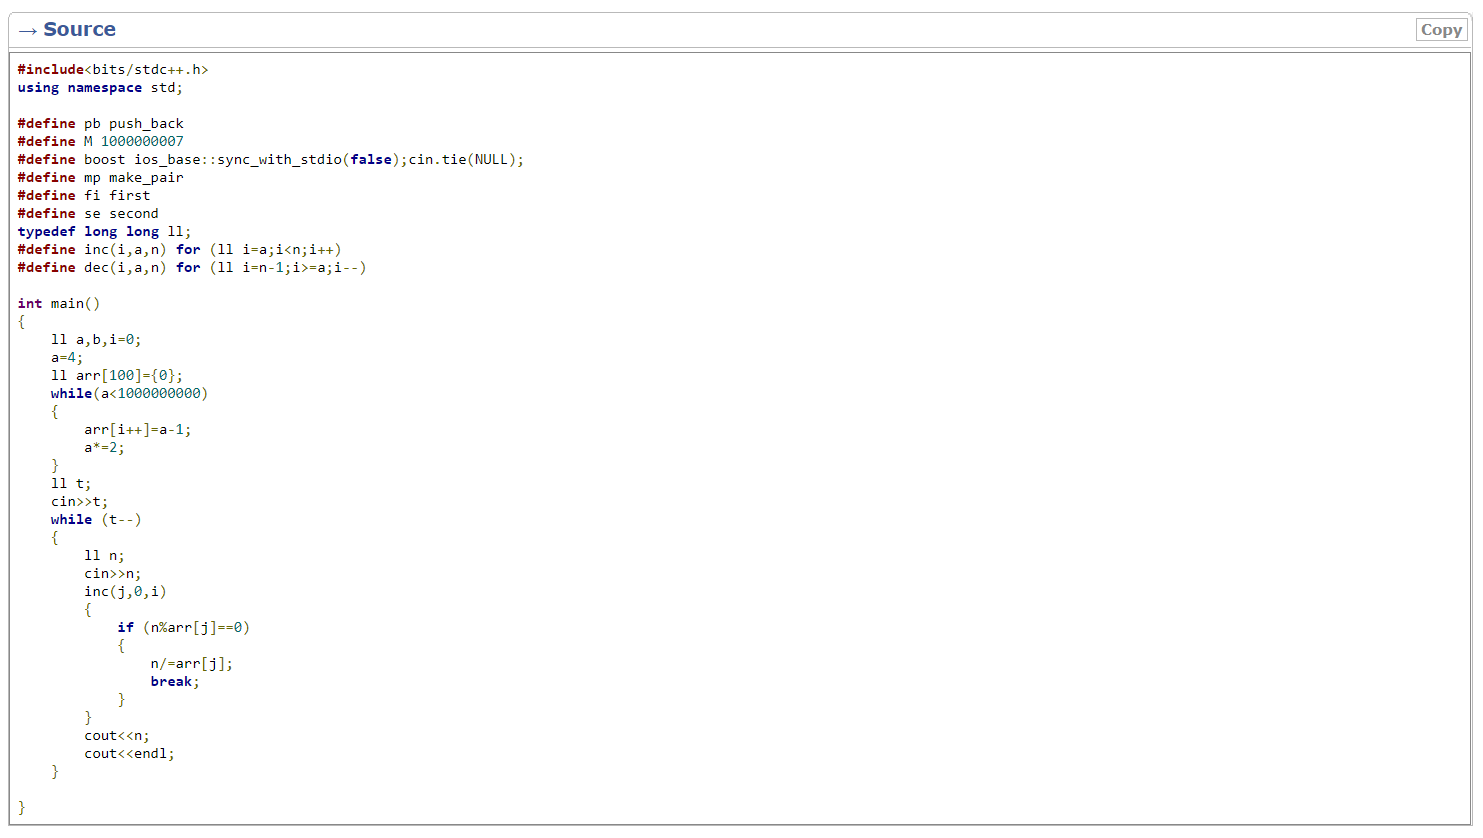 → Source
Copy
#include<bits/stdc++.h>
using namespace std;

#define pb push_back
#define M 1000000007
#define boost ios_base::sync_with_stdio(false);cin.tie(NULL);
#define mp make_pair
#define fi first
#define se second
typedef long long ll;
#define inc(i,a,n) for (ll i=a;i<n;i++)
#define dec(i,a,n) for (ll i=n-1;i>=a;i--)

int main()
{
    ll a,b,i=0;
    a=4;
    ll arr[100]={0};
    while(a<1000000000)
    {
        arr[i++]=a-1;
        a*=2;
    }
    ll t;
    cin>>t;
    while (t--)
    {
        ll n;
        cin>>n;
        inc(j,0,i)
        {
            if (n%arr[j]==0)
            {
                n/=arr[j];
                break;
            }
        }
        cout<<n;
        cout<<endl;
    }

}